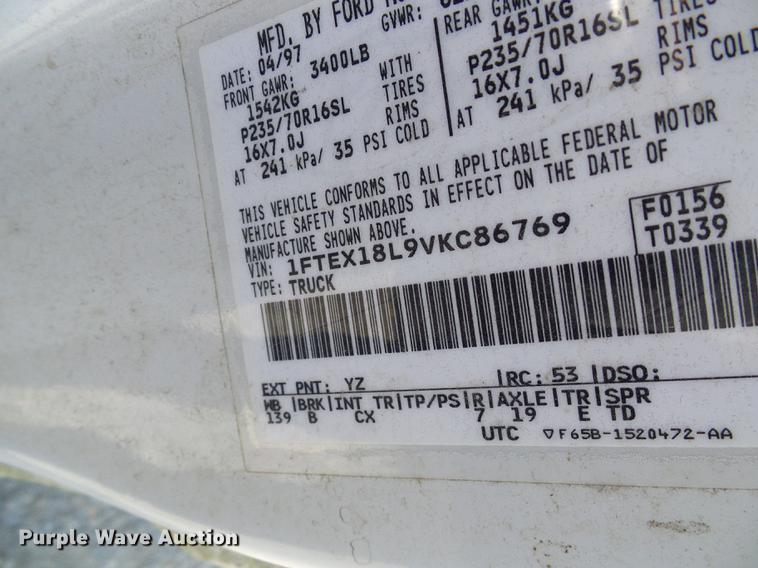 MFD. BY FORD
GVWR:
DATE: 04/97
FRONT GAWR: 3400LB
1542KG WITH
P235/70R16SL TIRES
16X7.0J RIMS
AT 241 kPa/ 35 PSI COLD
REAR GAWR:
1451KG
P235/70R16SL TIRES
16X7.0J RIMS
AT 241 kPa/ 35 PSI COLD
THIS VEHICLE CONFORMS TO ALL APPLICABLE FEDERAL MOTOR
VEHICLE SAFETY STANDARDS IN EFFECT ON THE DATE OF
MANUFACTURE SHOWN ABOVE.
VIN: 1FTEX18L9VKC86769
TYPE: TRUCK
F0156
T0339
EXT PNT: YZ |RC: 53 |DSO:
WB |BRK|INT TR|TP/PS|R|AXLE|TR|SPR
139 B CX 7 19 E TD
UTC ▽F65B-1520472-AA
Purple Wave Auction